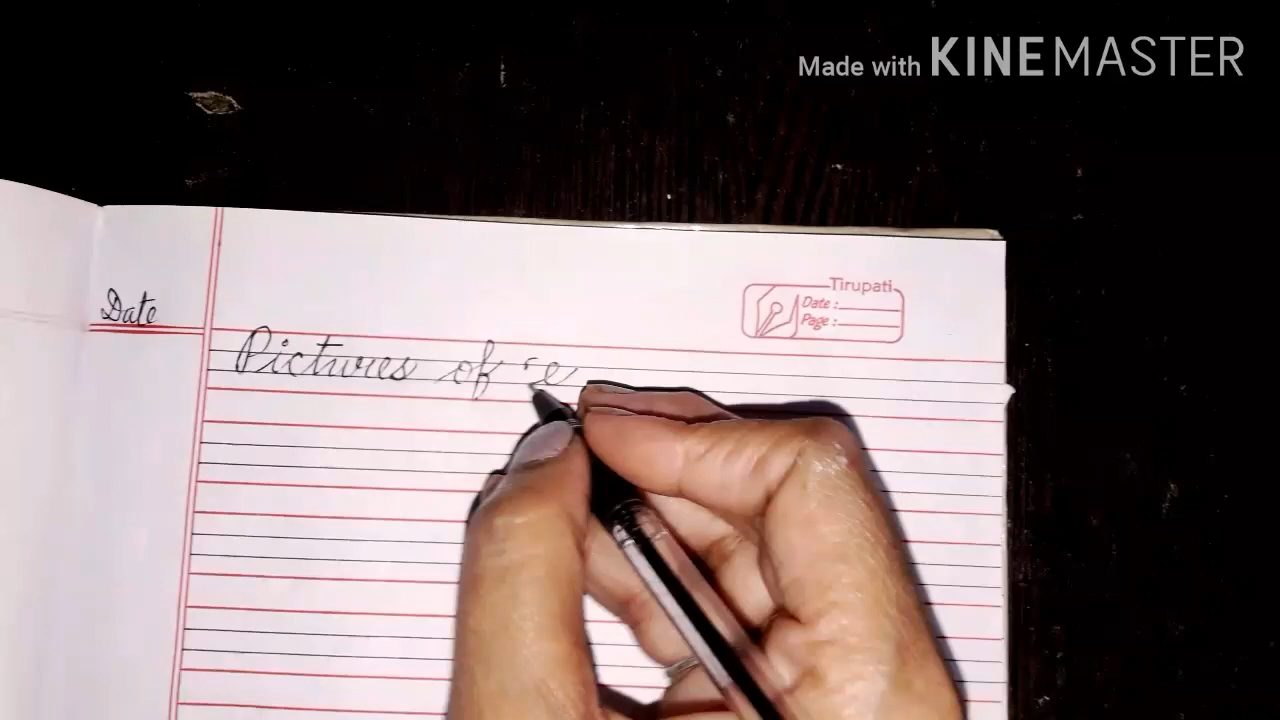 Made with KINEMASTER
Tirupati
Date :
Page :
Date
Pictures of 'e